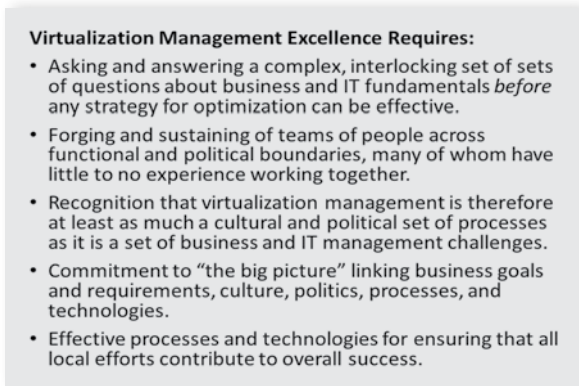 Virtualization Management Excellence Requires:
• Asking and answering a complex, interlocking set of sets
of questions about business and IT fundamentals before
any strategy for optimization can be effective.
• Forging and sustaining of teams of people across
functional and political boundaries, many of whom have
little to no experience working together.
• Recognition that virtualization management is therefore
at least as much a cultural and political set of processes
as it is a set of business and IT management challenges.
• Commitment to “the big picture” linking business goals
and requirements, culture, politics, processes, and
technologies.
• Effective processes and technologies for ensuring that all
local efforts contribute to overall success.